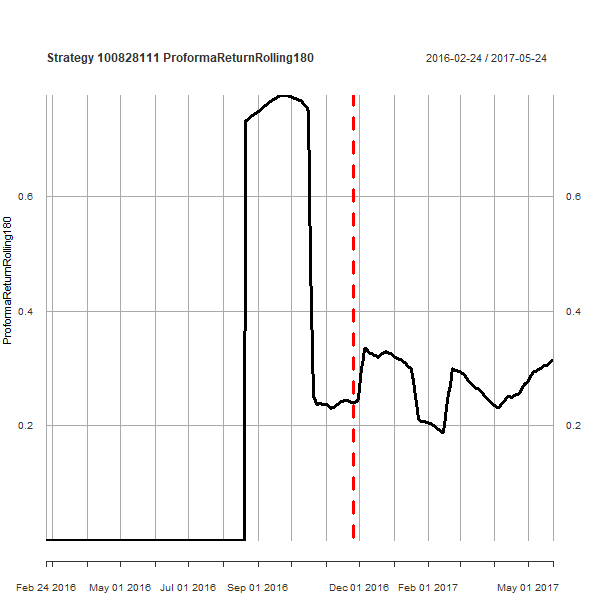 Strategy 100828111 ProformaReturnRolling180
2016-02-24 / 2017-05-24
ProformaReturnRolling180
0.6
0.6
0.4
0.4
0.2
0.2
Feb 24 2016
May 01 2016
Jul 01 2016
Sep 01 2016
Dec 01 2016
Feb 01 2017
May 01 2017